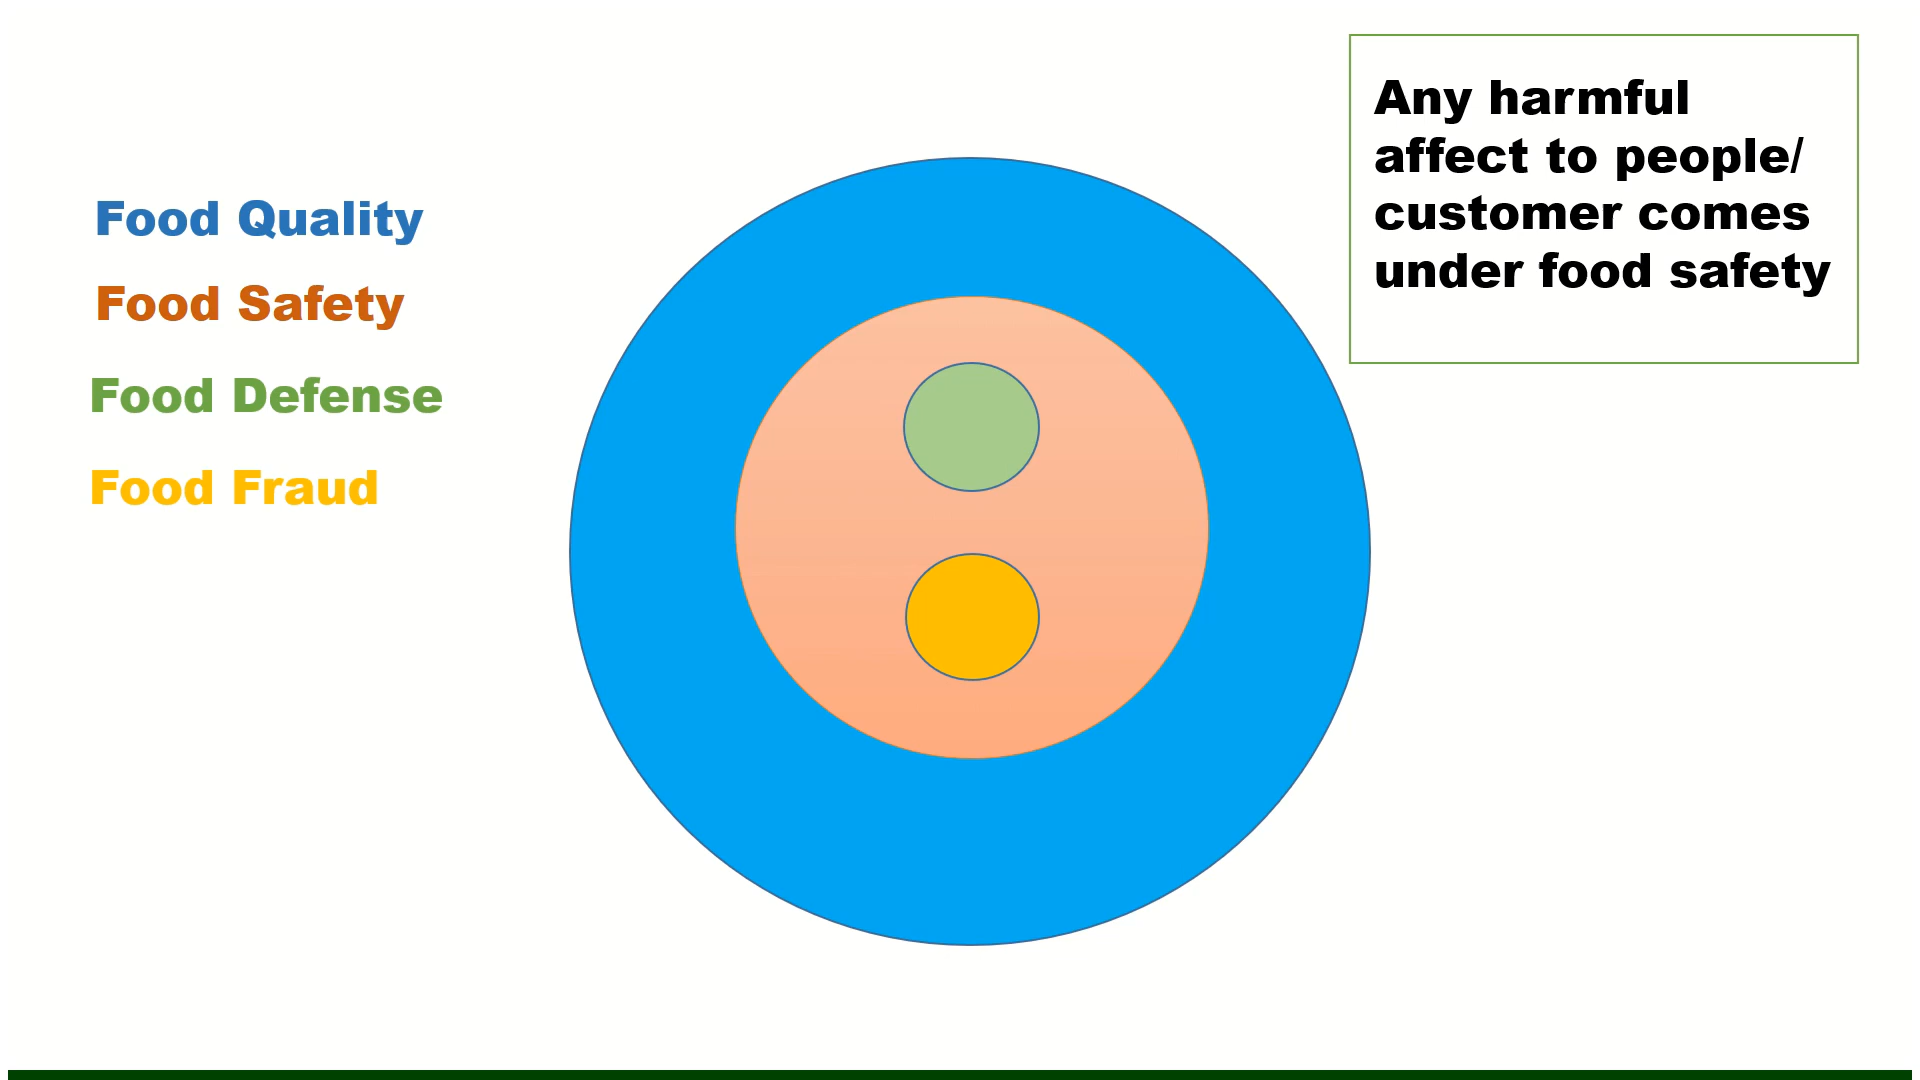 Food Quality
Food Safety
Food Defense
Food Fraud
Any harmful
affect to people/
customer comes
under food safety